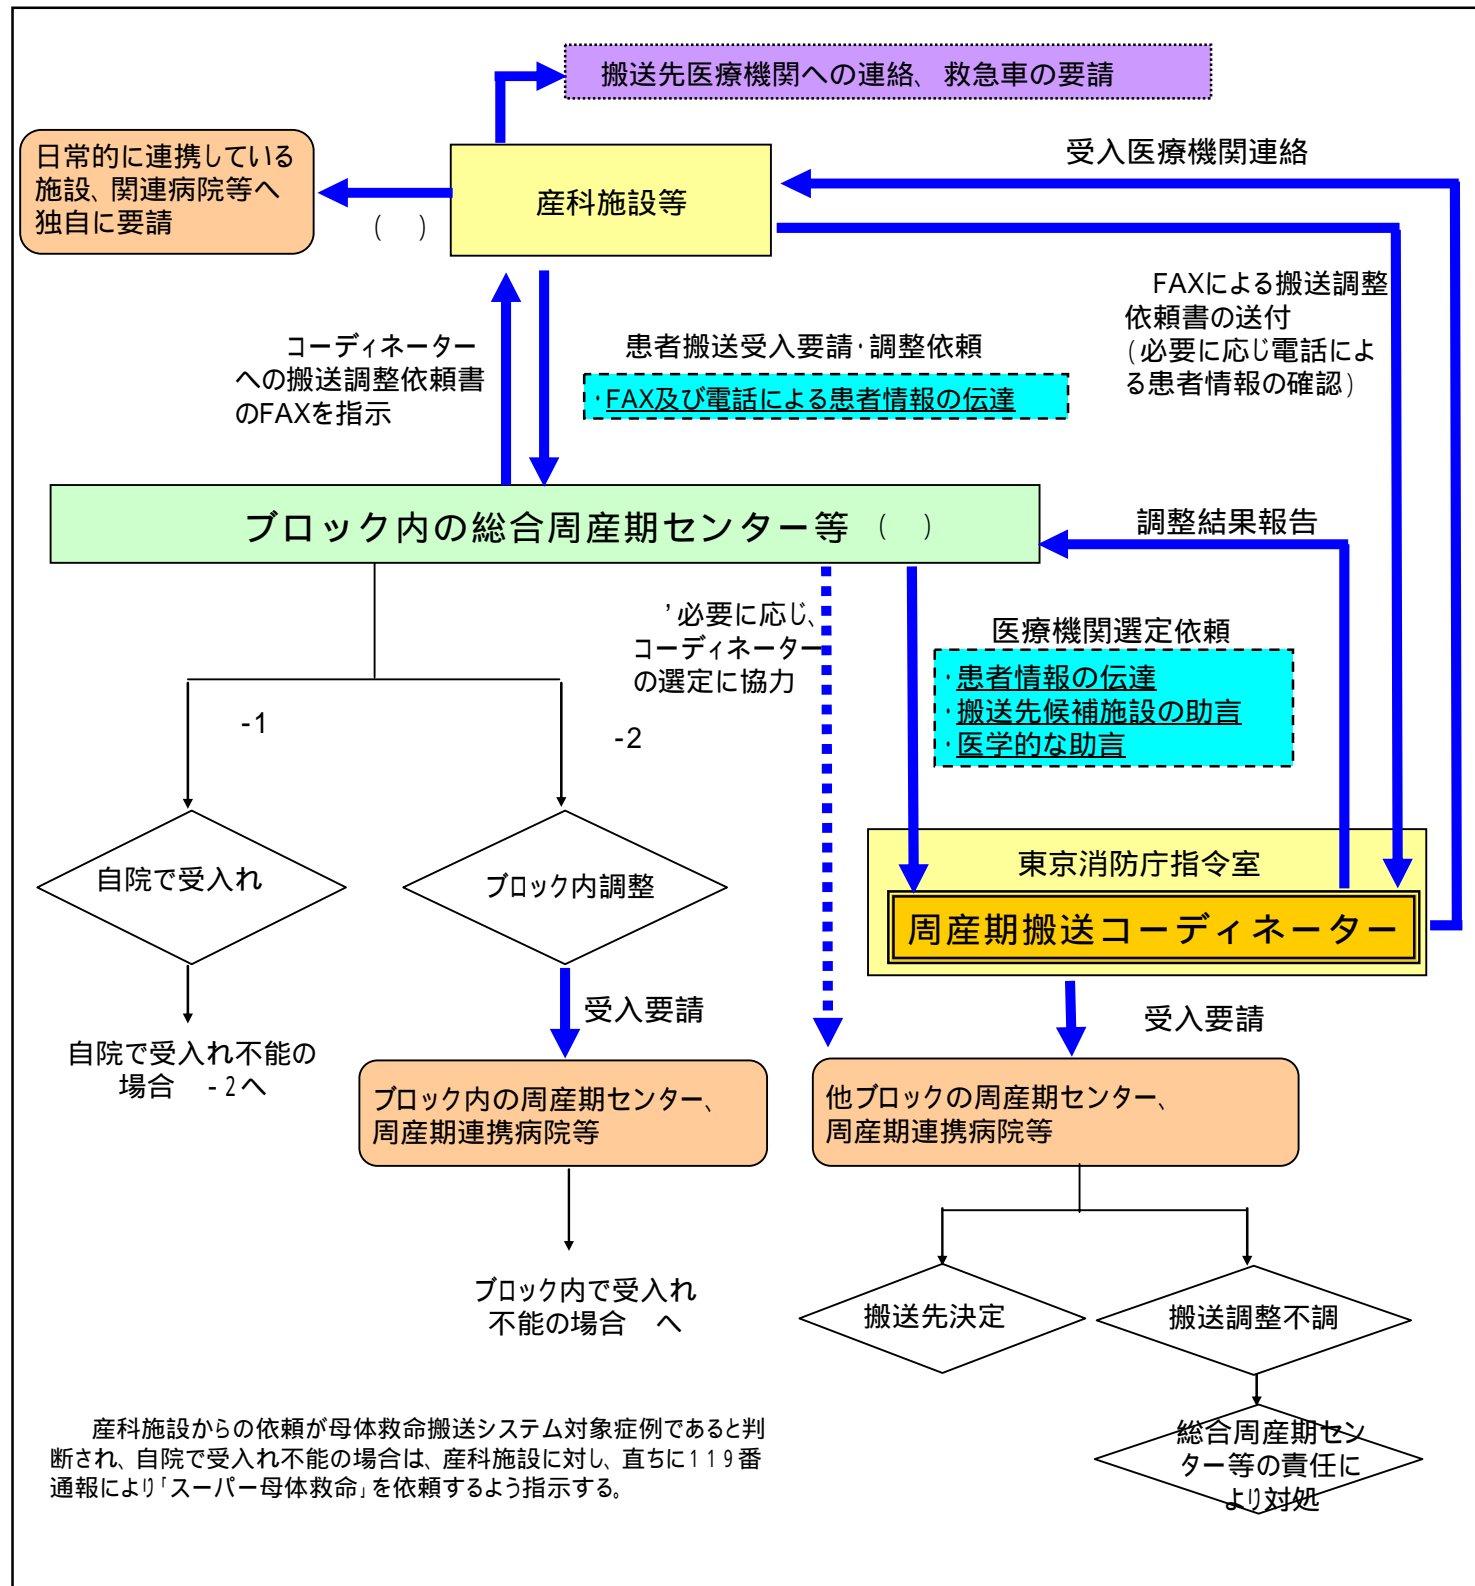 搬送先医療機関への連絡、救急車の要請
日常的に連携している
施設、関連病院等へ
独自に要請
(　)
産科施設等
受入医療機関連絡
FAXによる搬送調整
依頼書の送付
(必要に応じ電話によ
る患者情報の確認)
コーディネーター
への搬送調整依頼書
のFAXを指示
患者搬送受入要請・調整依頼
・FAX及び電話による患者情報の伝達
ブロック内の総合周産期センター等 (　)
調整結果報告
’必要に応じ、
コーディネーター
の選定に協力
医療機関選定依頼
・患者情報の伝達
・搬送先候補施設の助言
・医学的な助言
-1
-2
自院で受入れ
ブロック内調整
東京消防庁指令室
周産期搬送コーディネーター
受入要請
受入要請
自院で受入れ不能の
場合　-2へ
ブロック内の周産期センター、
周産期連携病院等
他ブロックの周産期センター、
周産期連携病院等
ブロック内で受入れ
不能の場合　へ
搬送先決定
搬送調整不調
総合周産期セン
ター等の責任に
より対処
産科施設からの依頼が母体救命搬送システム対象症例であると判
断され、自院で受入れ不能の場合は、産科施設に対し、直ちに119番
通報により「スーパー母体救命」を依頼するよう指示する。